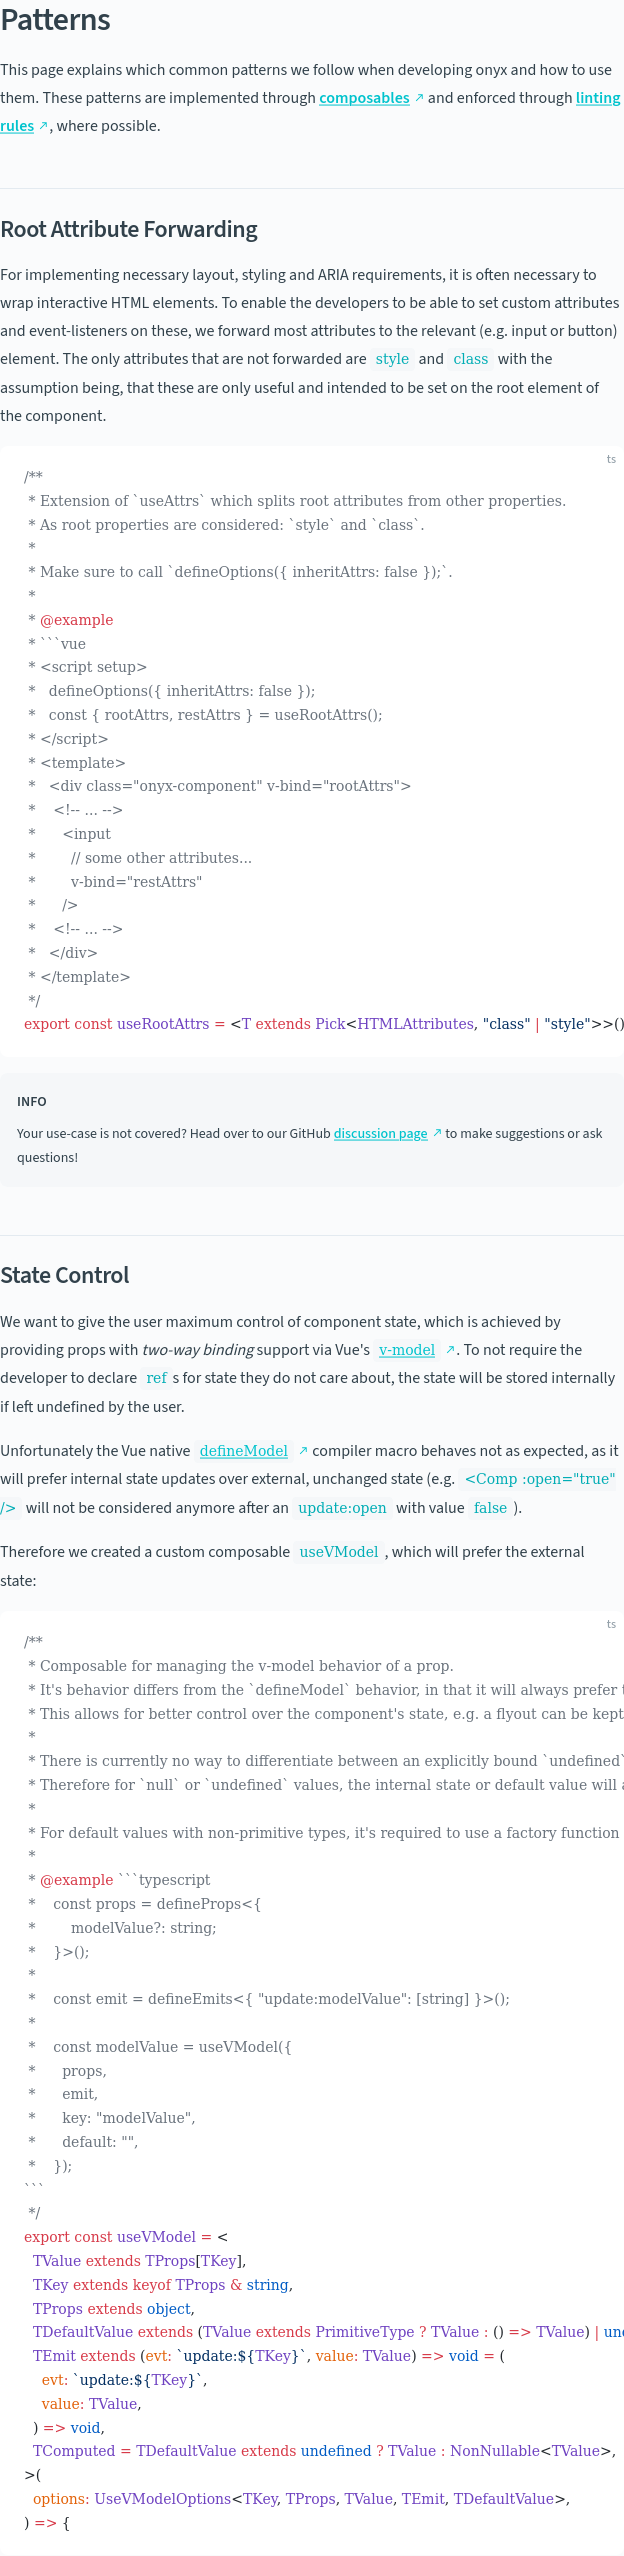 Patterns
This page explains which common patterns we follow when developing onyx and how to use
them. These patterns are implemented through composables ↗ and enforced through linting
rules ↗, where possible.
Root Attribute Forwarding
For implementing necessary layout, styling and ARIA requirements, it is often necessary to
wrap interactive HTML elements. To enable the developers to be able to set custom attributes
and event-listeners on these, we forward most attributes to the relevant (e.g. input or button)
element. The only attributes that are not forwarded are style and class with the
assumption being, that these are only useful and intended to be set on the root element of
the component.
ts
/**
 * Extension of `useAttrs` which splits root attributes from other properties.
 * As root properties are considered: `style` and `class`.
 *
 * Make sure to call `defineOptions({ inheritAttrs: false });`.
 *
 * @example
 * ```vue
 * <script setup>
 *   defineOptions({ inheritAttrs: false });
 *   const { rootAttrs, restAttrs } = useRootAttrs();
 * </script>
 * <template>
 *   <div class="onyx-component" v-bind="rootAttrs">
 *    <!-- ... -->
 *      <input
 *        // some other attributes...
 *        v-bind="restAttrs"
 *      />
 *    <!-- ... -->
 *   </div>
 * </template>
 */
export const useRootAttrs = <T extends Pick<HTMLAttributes, "class" | "style">>()
INFO
Your use-case is not covered? Head over to our GitHub discussion page ↗ to make suggestions or ask
questions!
State Control
We want to give the user maximum control of component state, which is achieved by
providing props with two-way binding support via Vue's v-model ↗. To not require the
developer to declare ref s for state they do not care about, the state will be stored internally
if left undefined by the user.
Unfortunately the Vue native defineModel ↗ compiler macro behaves not as expected, as it
will prefer internal state updates over external, unchanged state (e.g. <Comp :open="true"
/> will not be considered anymore after an update:open with value false ).
Therefore we created a custom composable useVModel , which will prefer the external
state:
ts
/**
 * Composable for managing the v-model behavior of a prop.
 * It's behavior differs from the `defineModel` behavior, in that it will always prefer
 * This allows for better control over the component's state, e.g. a flyout can be kept
 *
 * There is currently no way to differentiate between an explicitly bound `undefined`
 * Therefore for `null` or `undefined` values, the internal state or default value will
 *
 * For default values with non-primitive types, it's required to use a factory function
 *
 * @example ```typescript
 *    const props = defineProps<{
 *        modelValue?: string;
 *    }>();
 *
 *    const emit = defineEmits<{ "update:modelValue": [string] }>();
 *
 *    const modelValue = useVModel({
 *      props,
 *      emit,
 *      key: "modelValue",
 *      default: "",
 *    });
```
 */
export const useVModel = <
  TValue extends TProps[TKey],
  TKey extends keyof TProps & string,
  TProps extends object,
  TDefaultValue extends (TValue extends PrimitiveType ? TValue : () => TValue) |
  TEmit extends (evt: `update:${TKey}`, value: TValue) => void = (
    evt: `update:${TKey}`,
    value: TValue,
  ) => void,
  TComputed = TDefaultValue extends undefined ? TValue : NonNullable<TValue>,
>(
  options: UseVModelOptions<TKey, TProps, TValue, TEmit, TDefaultValue>,
) => {